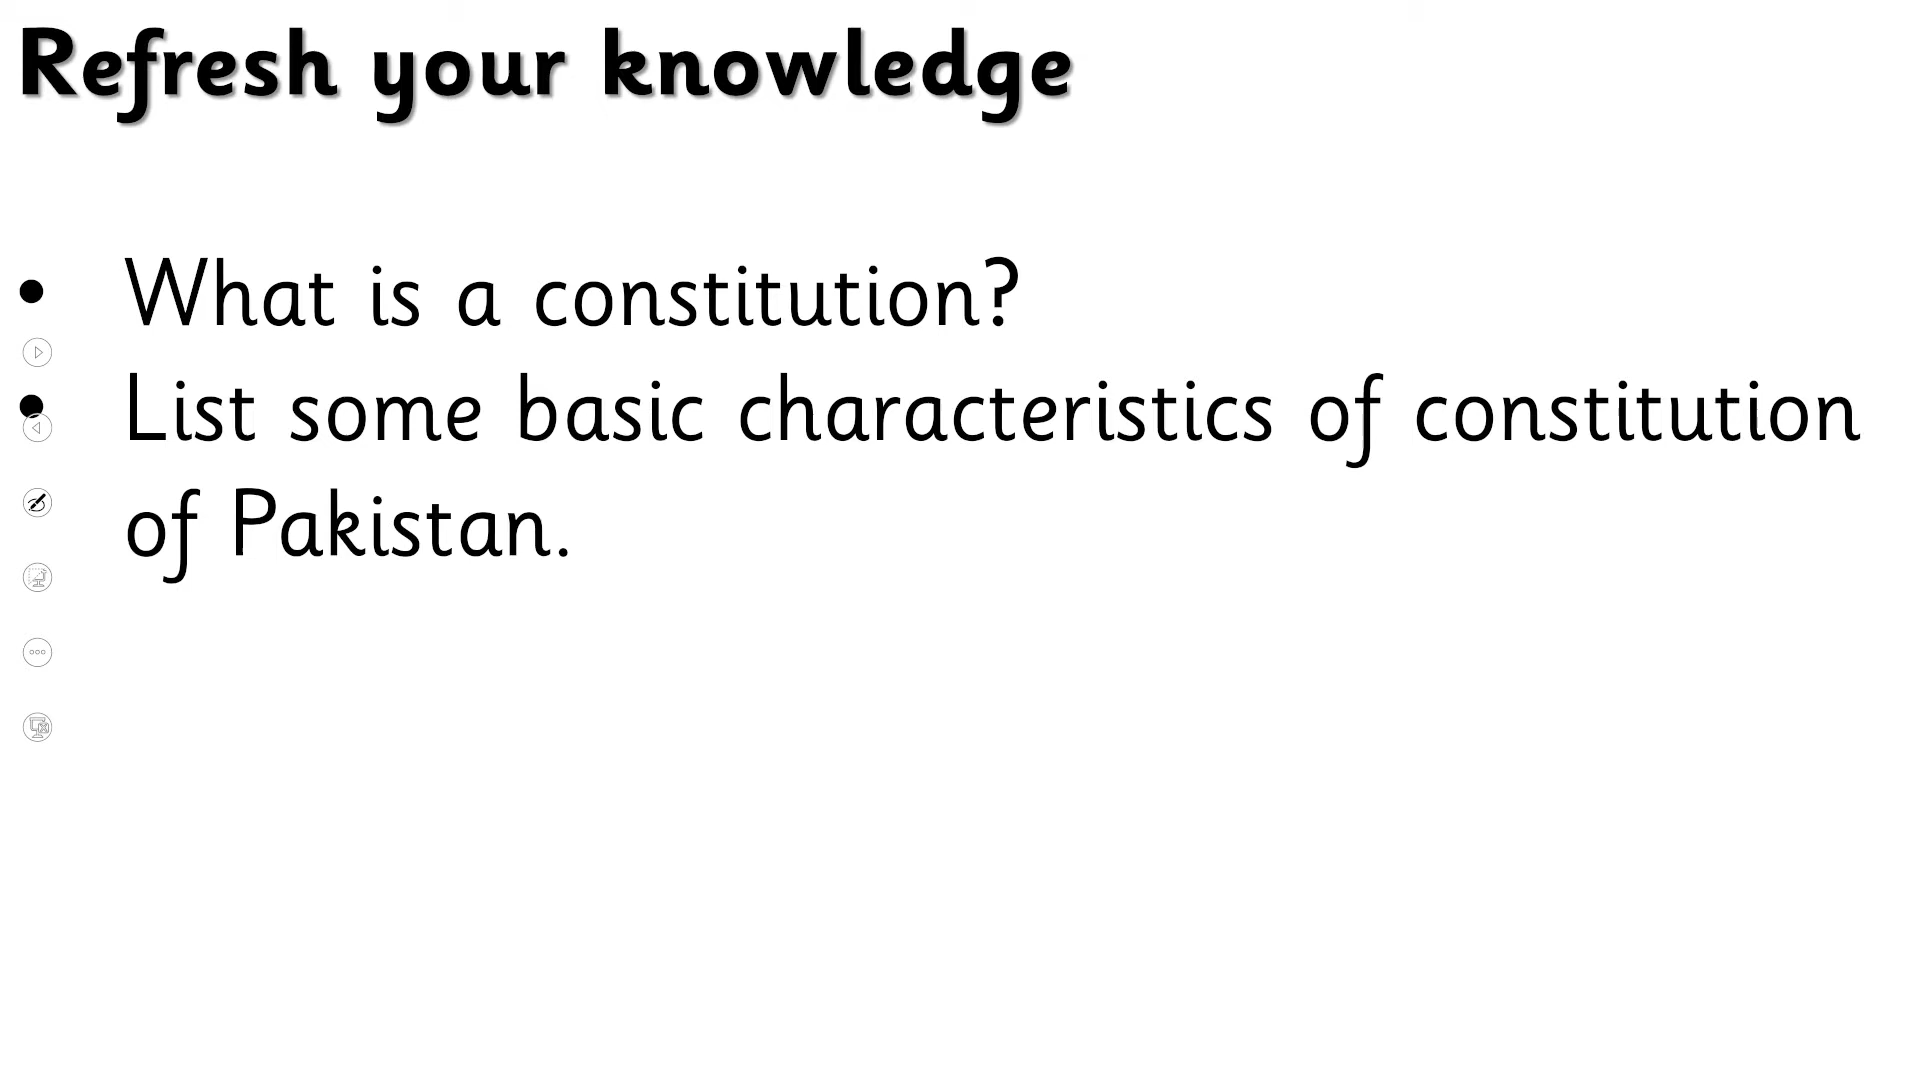 Refresh your knowledge
• What is a constitution?
• List some basic characteristics of constitution
of Pakistan.